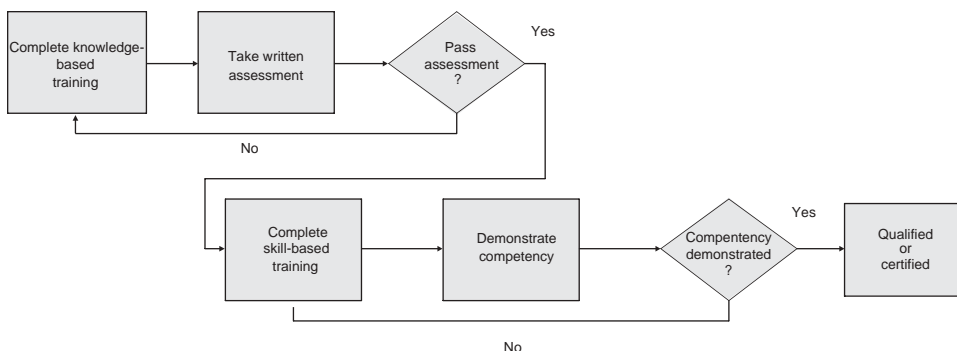 Complete knowledge-
based
training
Take written
assessment
Pass
assessment
?
Yes
No
Complete
skill-based
training
Demonstrate
competency
Compentency
demonstrated
?
Yes
Qualified
or
certified
No